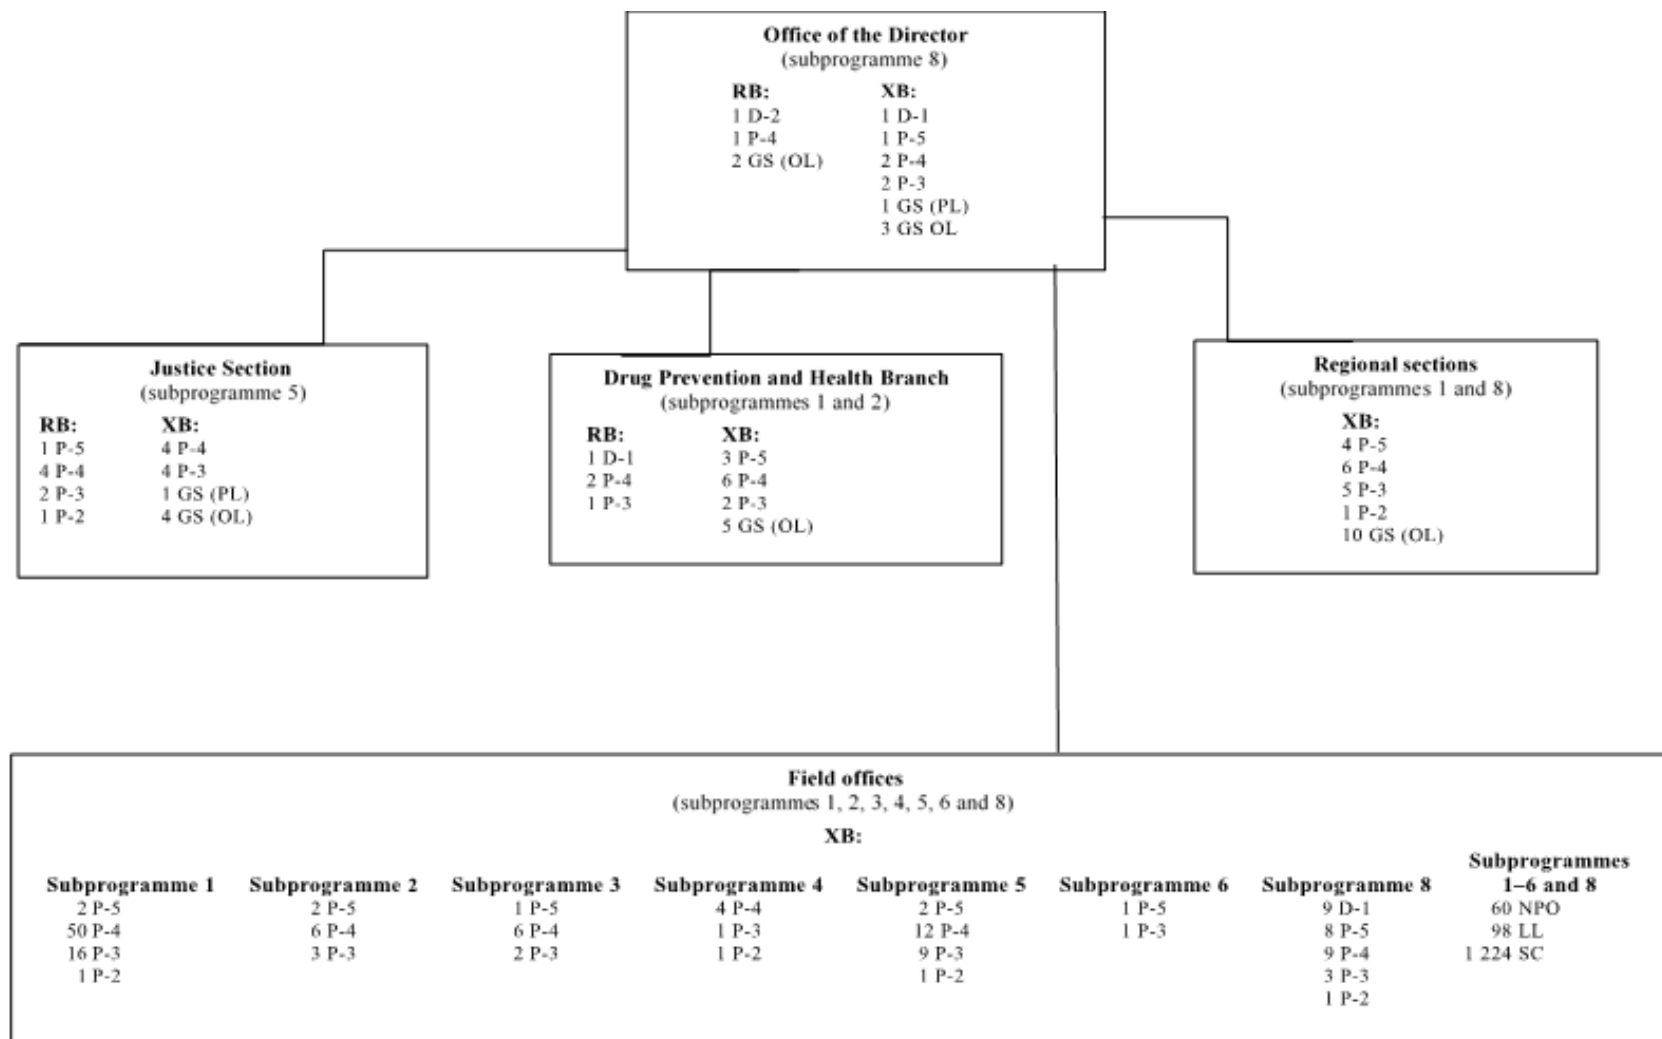 Office of the Director
(subprogramme 8)
RB:
1 D-2
1 P-4
2 GS (OL)
XB:
1 D-1
1 P-5
2 P-4
2 P-3
1 GS (PL)
3 GS OL
Justice Section
(subprogramme 5)
RB:
1 P-5
4 P-4
2 P-3
1 P-2
XB:
4 P-4
4 P-3
1 GS (PL)
4 GS (OL)
Drug Prevention and Health Branch
(subprogrammes 1 and 2)
RB:
1 D-1
2 P-4
1 P-3
XB:
3 P-5
6 P-4
2 P-3
5 GS (OL)
Regional sections
(subprogrammes 1 and 8)
XB:
4 P-5
6 P-4
5 P-3
1 P-2
10 GS (OL)
Field offices
(subprogrammes 1, 2, 3, 4, 5, 6 and 8)
XB:
Subprogramme 1
2 P-5
50 P-4
16 P-3
1 P-2
Subprogramme 2
2 P-5
6 P-4
3 P-3
Subprogramme 3
1 P-5
6 P-4
2 P-3
Subprogramme 4
4 P-4
1 P-3
1 P-2
Subprogramme 5
2 P-5
12 P-4
9 P-3
1 P-2
Subprogramme 6
1 P-5
1 P-3
Subprogramme 8
9 D-1
8 P-5
9 P-4
3 P-3
1 P-2
Subprogrammes
1–6 and 8
60 NPO
98 LL
1 224 SC